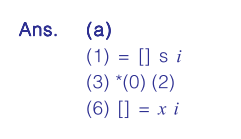 Ans. (a)
(1) = [] s i
(3) *(0) (2)
(6) [] = x i